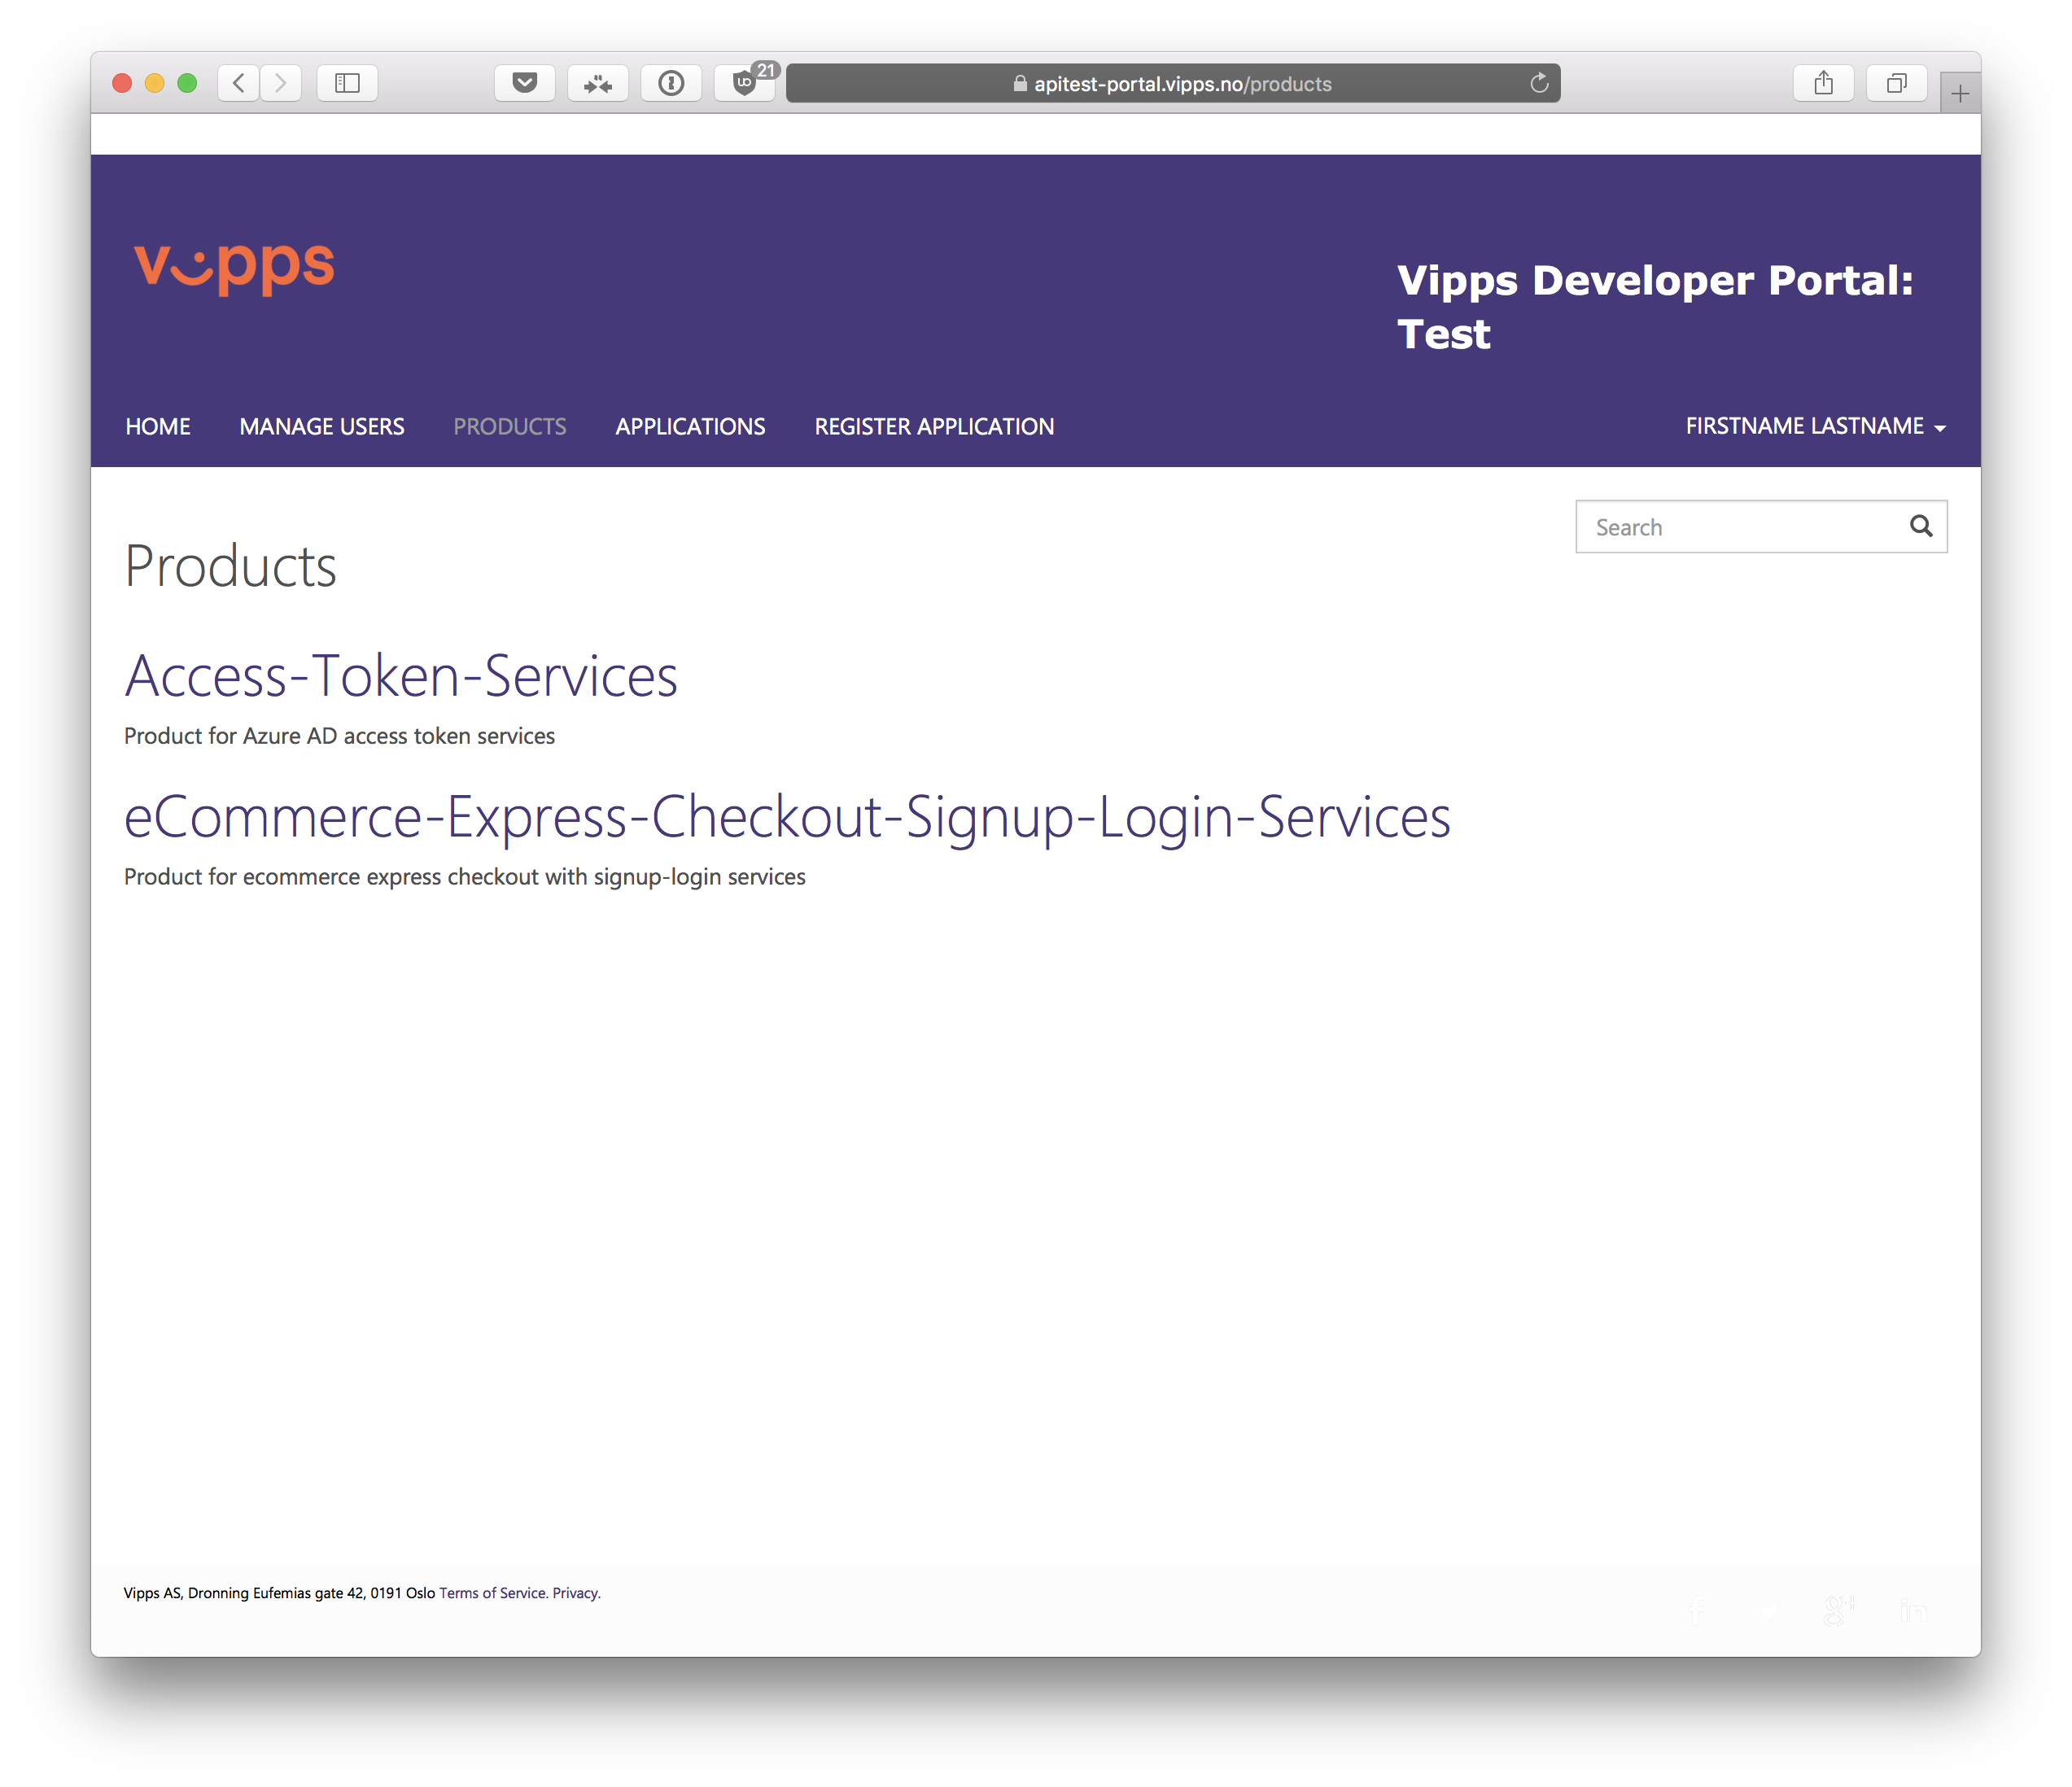 21
apitest-portal.vipps.no/products
vipps
Vipps Developer Portal:
Test
HOME MANAGE USERS PRODUCTS APPLICATIONS REGISTER APPLICATION FIRSTNAME LASTNAME
Search
Products
Access-Token-Services
Product for Azure AD access token services
eCommerce-Express-Checkout-Signup-Login-Services
Product for ecommerce express checkout with signup-login services
Vipps AS, Dronning Eufemias gate 42, 0191 Oslo Terms of Service. Privacy.